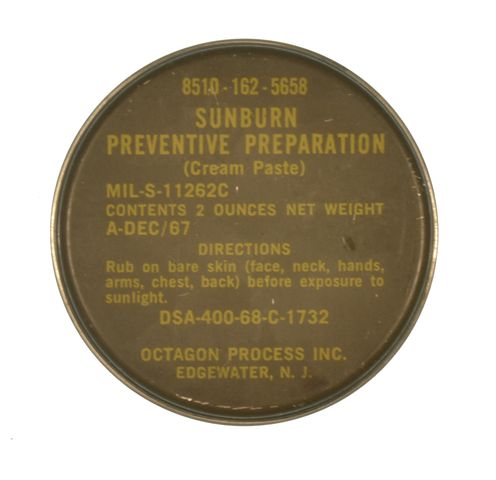 8510-162-5658
SUNBURN
PREVENTIVE PREPARATION
(Cream Paste)
MIL-S-11262C
CONTENTS 2 OUNCES NET WEIGHT
A-DEC/67
DIRECTIONS
Rub on bare skin (face, neck, hands,
arms, chest, back) before exposure to
sunlight.
DSA-400-68-C-1732
OCTAGON PROCESS INC.
EDGEWATER, N. J.